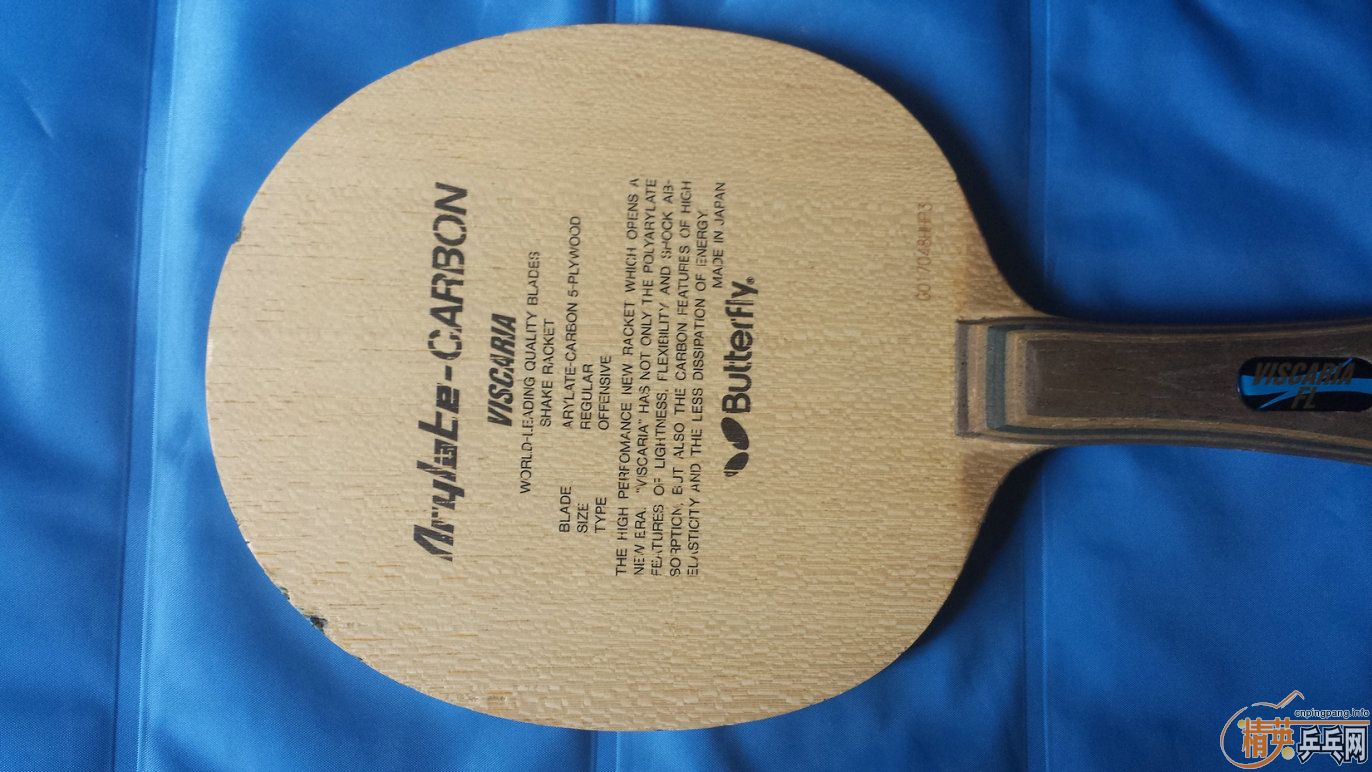 Arylate-CARBON
VISCARIA
WORLD-LEADING QUALITY BLADES
SHAKE RACKET
BLADE ARYLATE-CARBON 5-PLYWOOD
SIZE REGULAR
TYPE OFFENSIVE
THE HIGH PERFOMANCE NEW RACKET WHICH OPENS A
NEW ERA. "VISCARIA" HAS NOT ONLY THE POLYARYLATE
FEATURES OF LIGHTNESS, FLEXIBILITY AND SHOCK AB-
SORPTION, BUT ALSO THE CARBON FEATURES OF HIGH
ELASTICITY AND THE LESS DISSIPATION OF ENERGY.
MADE IN JAPAN
Butterfly®
VISCARIA
FL
cnpingpang.info
精英乒乓网